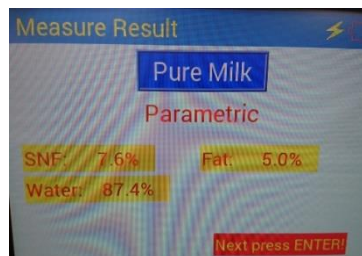 Measure Result
Pure Milk
Parametric
SNF: 7.6% Fat: 5.0%
Water: 87.4%
Next press ENTER!